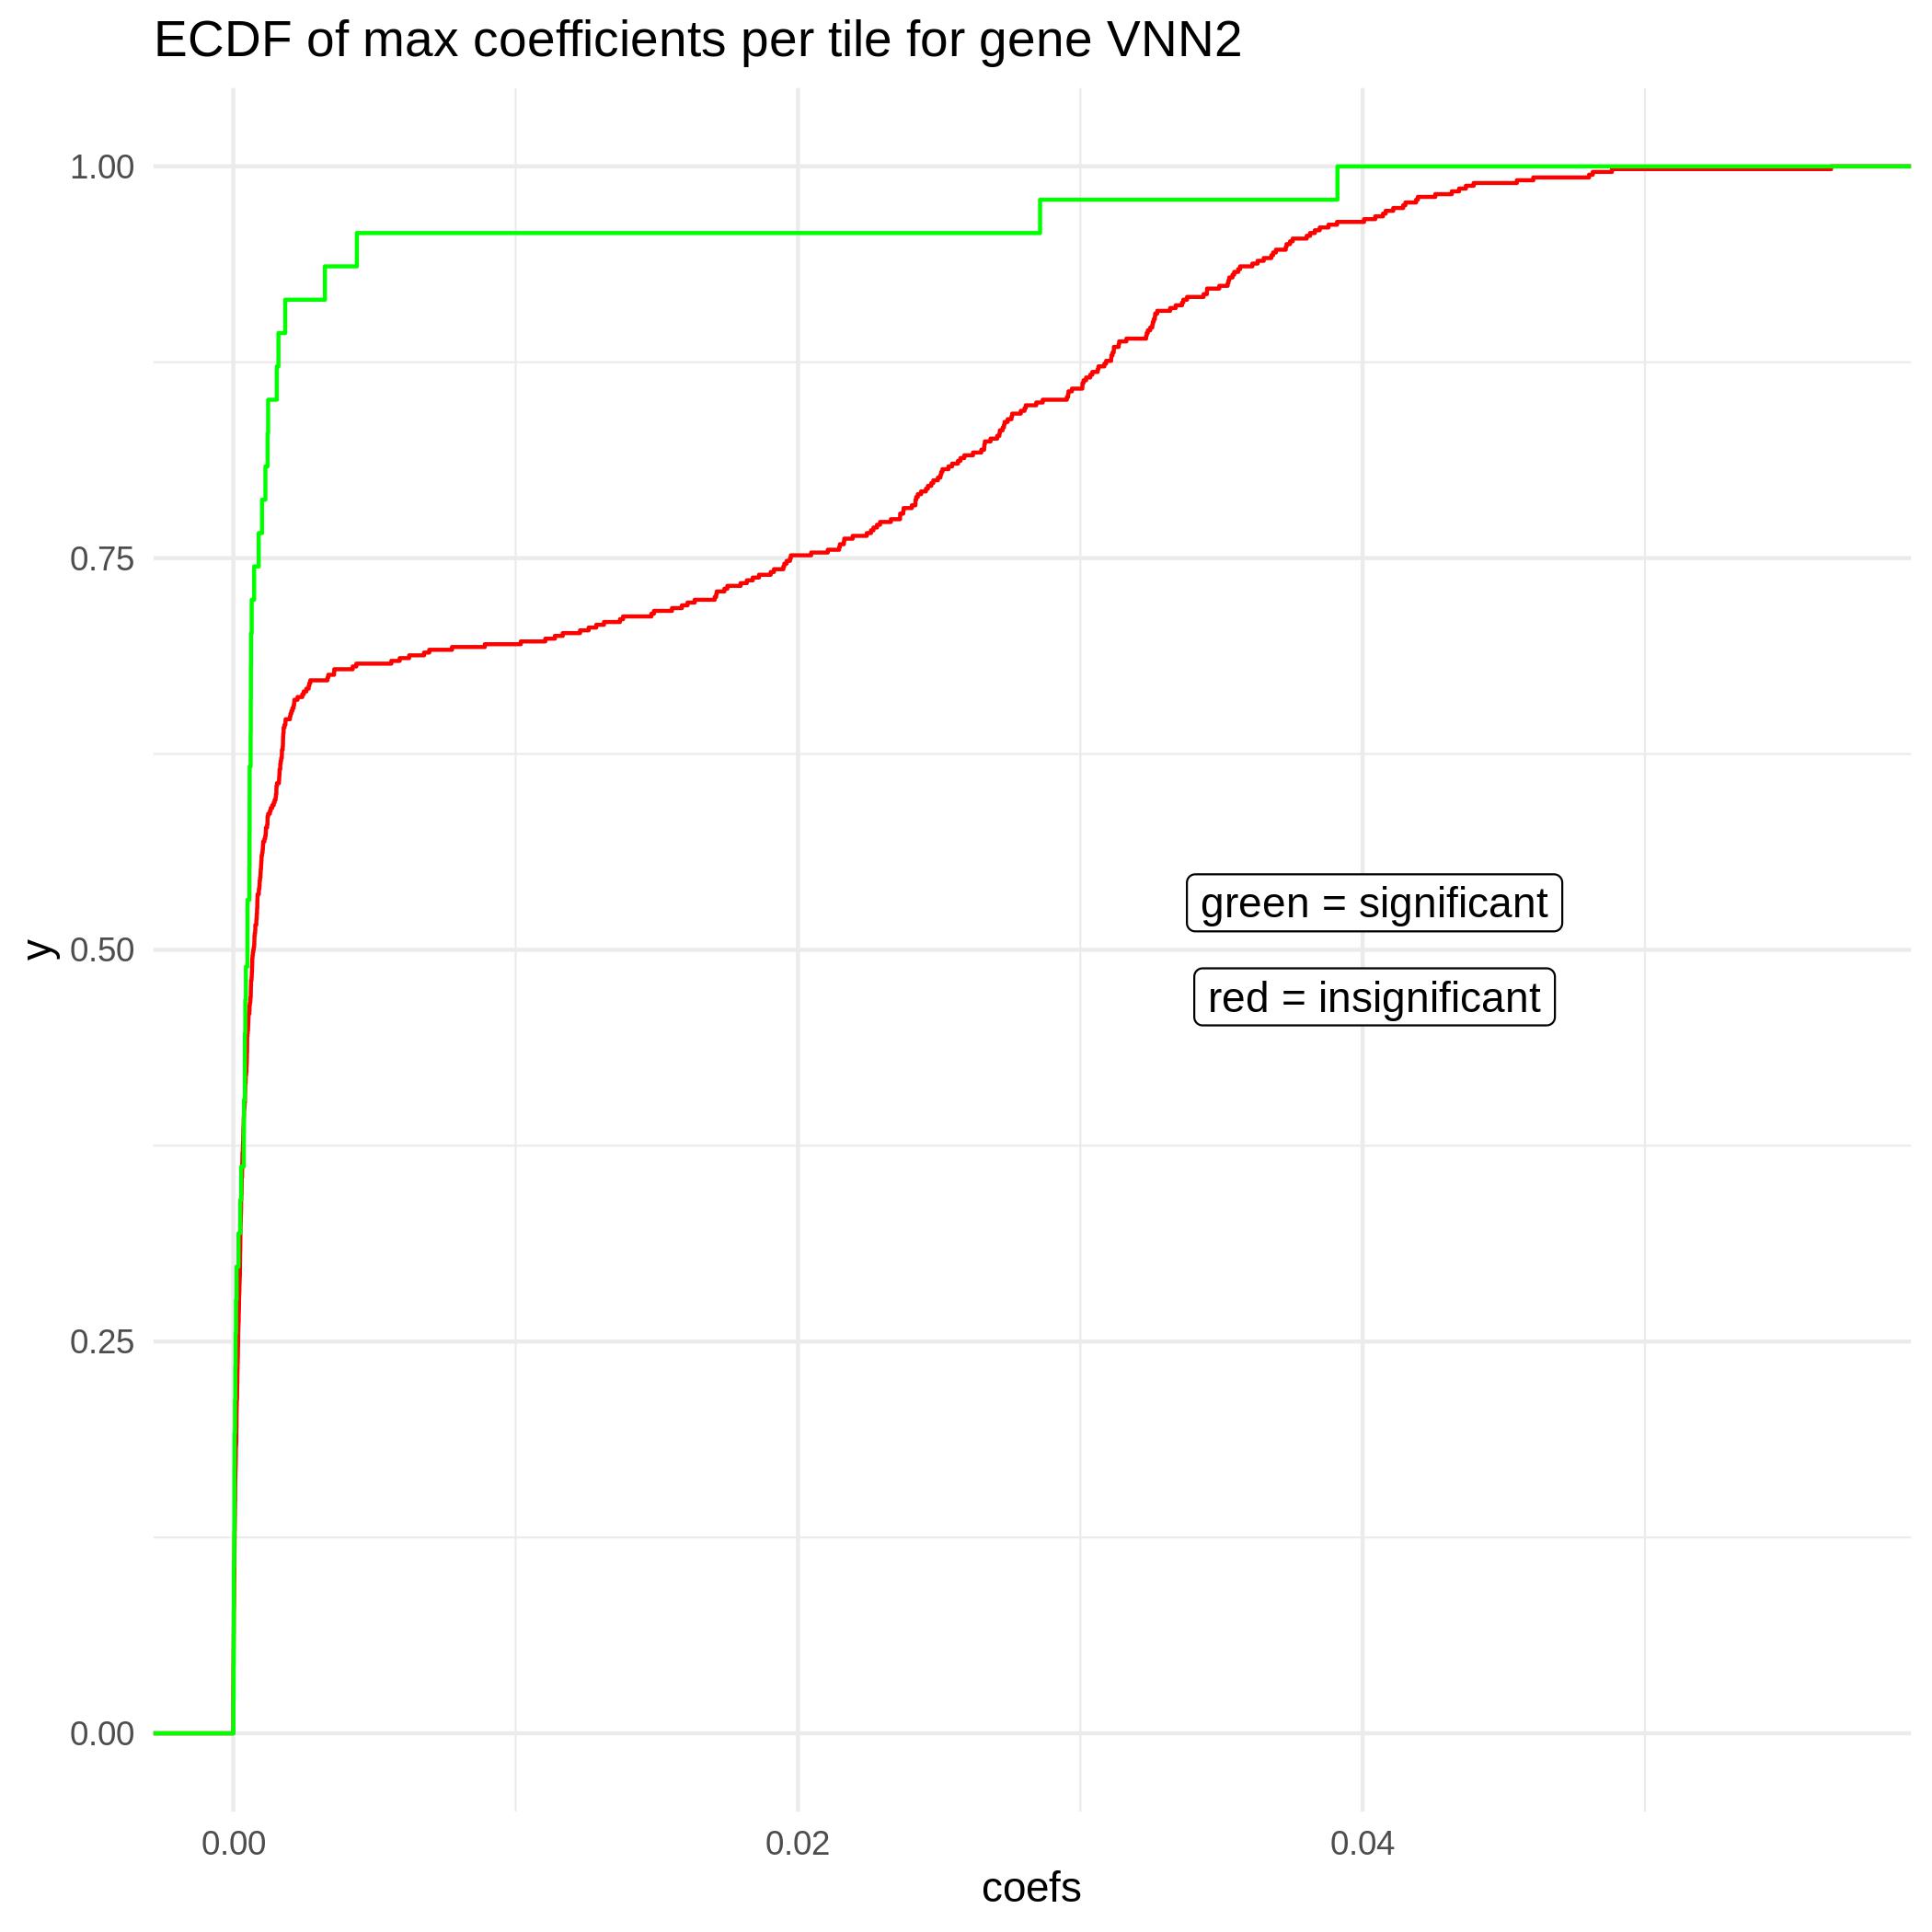 ECDF of max coefficients per tile for gene VNN2
1.00
0.75
0.50
0.25
0.00
y
green = significant
red = insignificant
0.00
0.02
0.04
coefs